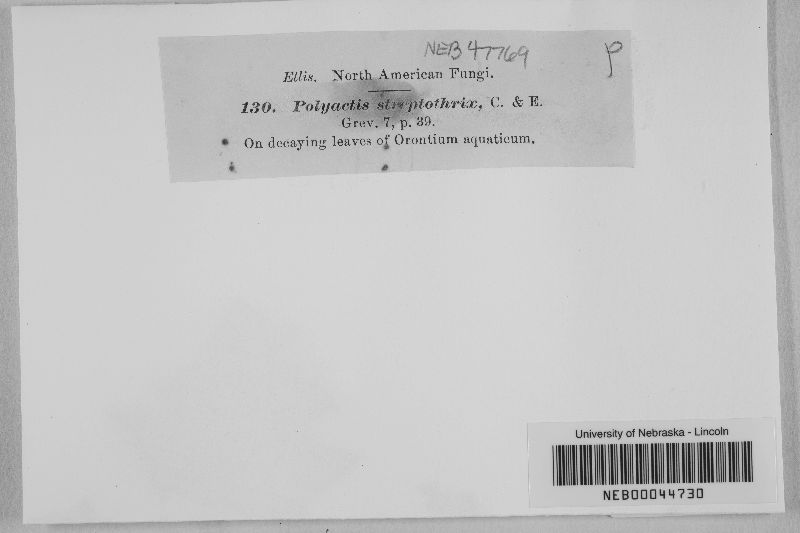 NEB 47769
P
Ellis. North American Fungi.
130. Polyactis streptothrix, C. & E.
Grev. 7, p. 39.
On decaying leaves of Orontium aquaticum.
University of Nebraska - Lincoln
NEB00044730